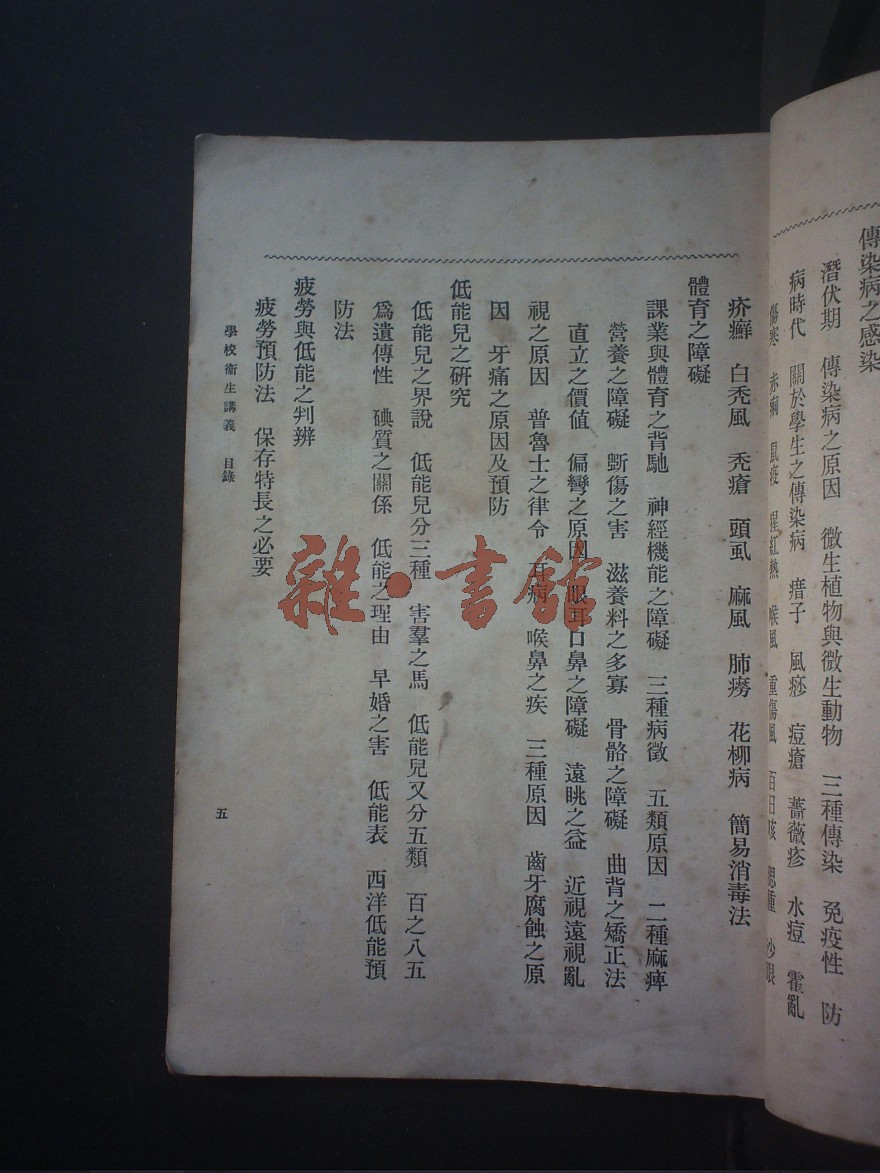 傳染病之感染
潛伏期 傳染病之原因 微生植物與微生動物 三種傳染 免疫性 防
病時代 關於學生之傳染病 瘄子 風痧 痘瘡 薔薇疹 水痘 霍亂
傷寒 赤痢 鼠疫 猩紅熱 喉風 重傷風 百日咳 腮腫 沙眼
疥癬 白禿風 禿瘡 頭虱 麻風 肺癆 花柳病 簡易消毒法
體育之障礙
課業與體育之背馳 神經機能之障礙 三種病徵 五類原因 二種麻痺
營養之障礙 斲傷之害 滋養料之多寡 骨骼之障礙 曲背之矯正法
直立之價值 偏彎之原因 眼耳口鼻之障礙 遠眺之益 近視遠視亂
視之原因 普魯士之律令 耳病 喉鼻之疾 三種原因 齒牙腐蝕之原
因 牙痛之原因及預防
低能兒之研究
低能兒之界說 低能兒分三種 害羣之馬 低能兒又分五類 百之八五
爲遺傳性 碘質之關係 低能之理由 早婚之害 低能表 西洋低能預
防法
疲勞與低能之判辨
疲勞預防法 保存特長之必要
學校衞生講義 目錄
五
雜·書館